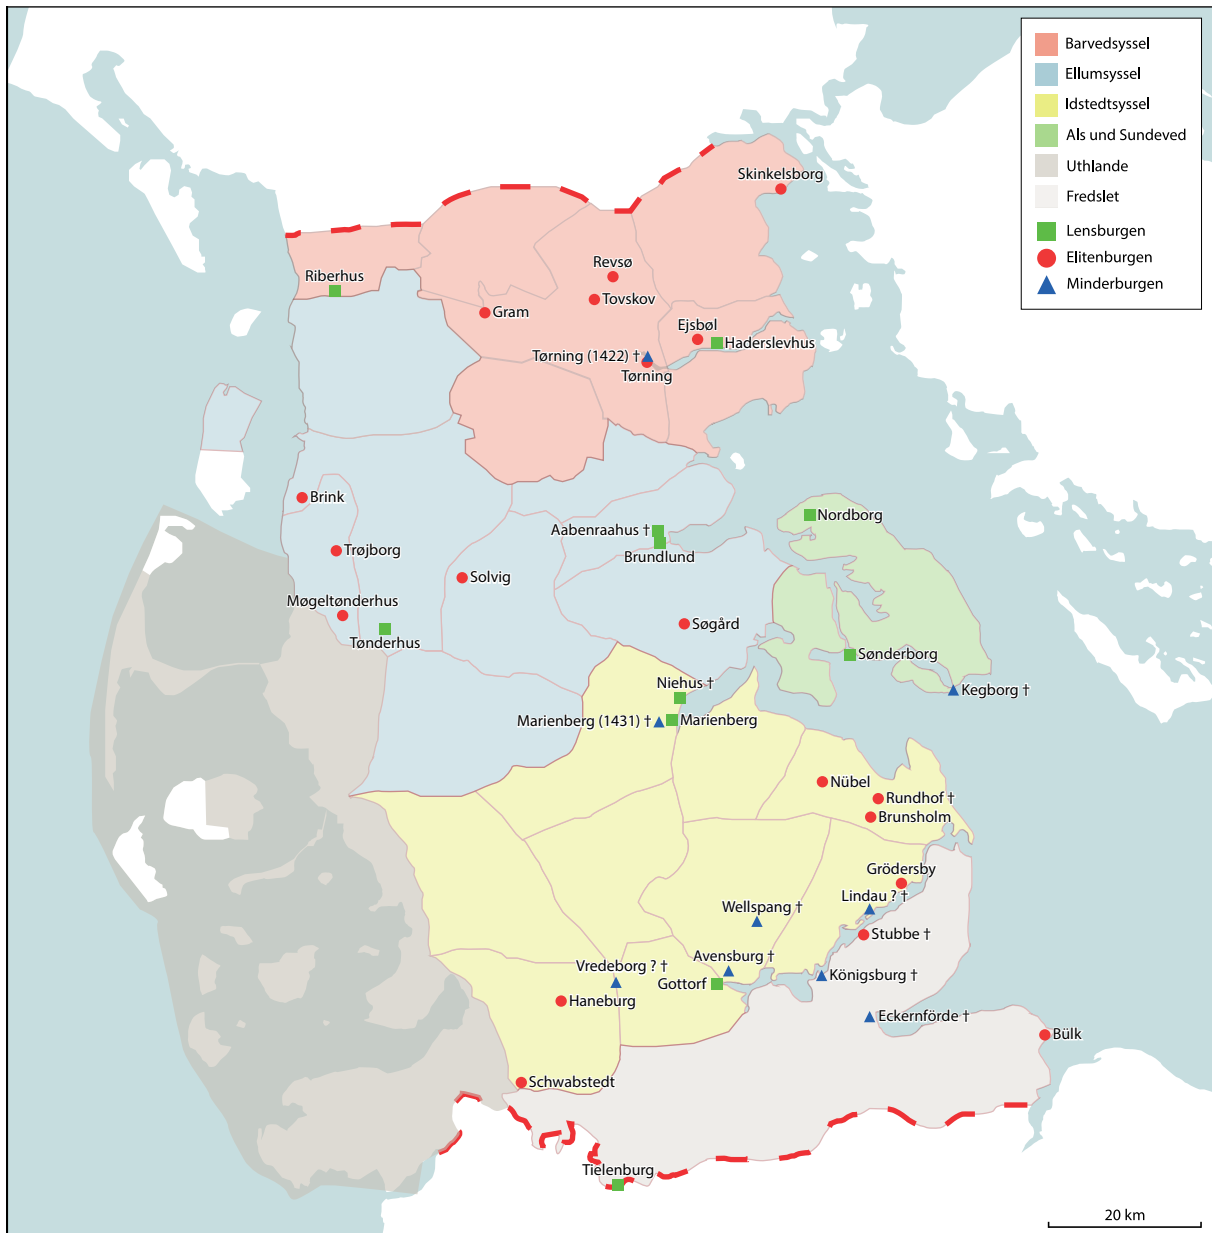 Barvedsyssel
Ellumsyssel
Idstedtsyssel
Als und Sundeved
Uthlande
Fredslet
Lensburgen
Elitenburgen
Minderburgen
Skinkelsborg
Riberhus
Revsø
Tovskov
Gram
Ejsbøl
Haderslevhus
Tørning (1422) †
Tørning
Brink
Nordborg
Aabenraahus †
Brundlund
Trøjborg
Solvig
Møgeltønderhus
Tønderhus
Søgård
Sønderborg
Niehus †
Kegborg †
Marienberg (1431) †
Marienberg
Nübel
Rundhof †
Brunsholm
Grödersby
Lindau ? †
Wellspang †
Stubbe †
Avensburg †
Vredeborg ? †
Gottorf
Königsburg †
Haneburg
Eckernförde †
Bülk
Schwabstedt
Tielenburg
20 km